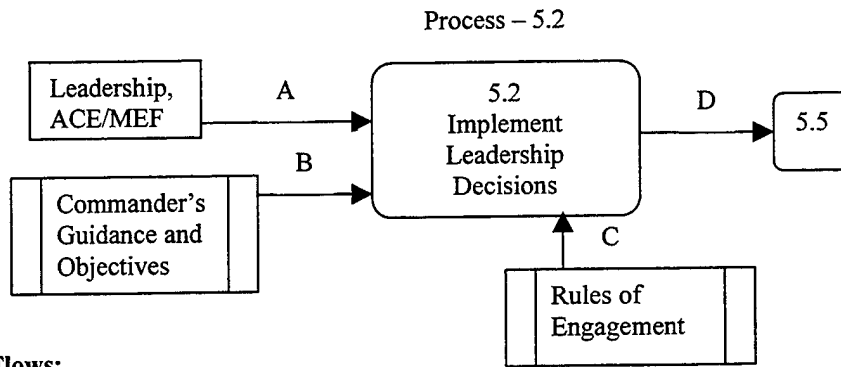 Process – 5.2
Leadership,
ACE/MEF
A
5.2
Implement
Leadership
Decisions
D
5.5
B
Commander's
Guidance and
Objectives
C
Rules of
Engagement
Flows: